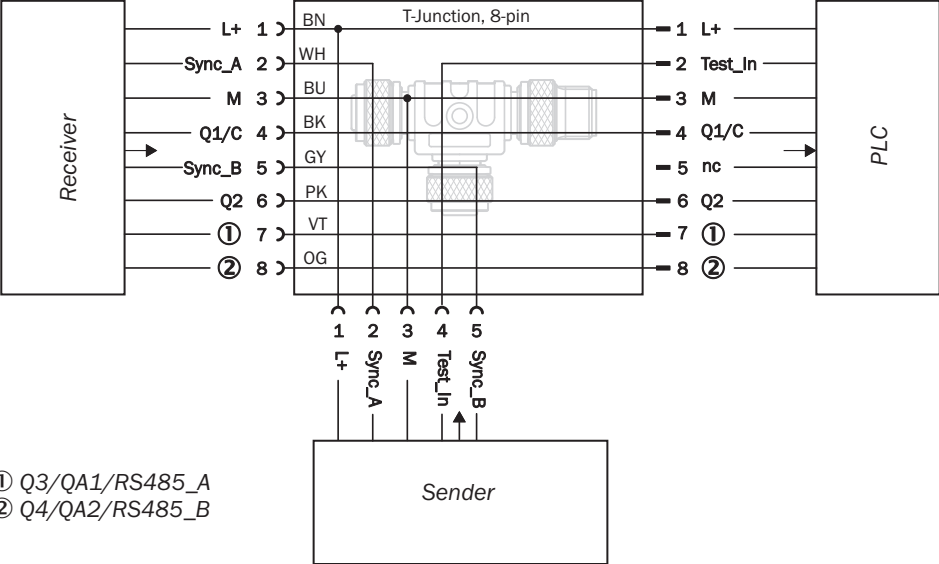 T-Junction, 8-pin
L+ 1 BN 1 L+
Sync_A 2 WH 2 Test_In
M 3 BU 3 M
Q1/C 4 BK 4 Q1/C
Sync_B 5 GY 5 nc
Q2 6 PK 6 Q2
① 7 VT 7 ①
② 8 OG 8 ②
Receiver
PLC
1 2 3 4 5
L+ Sync_A M Test_In Sync_B
Sender
① Q3/QA1/RS485_A
② Q4/QA2/RS485_B